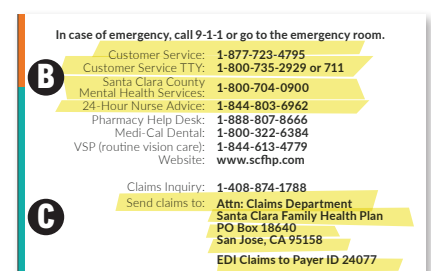 In case of emergency, call 9-1-1 or go to the emergency room.
B
Customer Service: 1-877-723-4795
Customer Service TTY: 1-800-735-2929 or 711
Santa Clara County
Mental Health Services: 1-800-704-0900
24-Hour Nurse Advice: 1-844-803-6962
Pharmacy Help Desk: 1-888-807-8666
Medi-Cal Dental: 1-800-322-6384
VSP (routine vision care): 1-844-613-4779
Website: www.scfhp.com
Claims Inquiry: 1-408-874-1788
C
Send claims to: Attn: Claims Department
Santa Clara Family Health Plan
PO Box 18640
San Jose, CA 95158
EDI Claims to Payer ID 24077